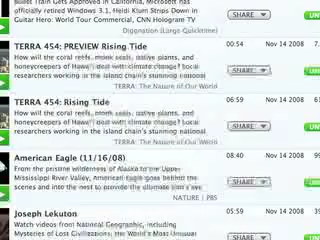 Bullet Train Gets Approved in California, Microsoft has
officially retired Windows 3.1, Heidi Klum Strips Down in
Guitar Hero: World Tour Commercial, CNN Hologram TV
SHARE
Diggnation (Large Quicktime)
TERRA 454: PREVIEW Rising Tide 00:54 Nov 14 2008
How will the coral reefs, monk seals, native plants, and
honeycreepers of Hawai'i deal with climate change? Local
researchers working in the island chain's stunning national
SHARE
TERRA: The Nature of Our World
TERRA 454: Rising Tide 06:59 Nov 14 2008
How will the coral reefs, monk seals, native plants, and
honeycreepers of Hawai'i deal with climate change? Local
researchers working in the island chain's stunning national
SHARE
TERRA: The Nature of Our World
American Eagle (11/16/08) 08:40 Nov 14 2008
From the pristine wilderness of Alaska to the Upper
Mississippi River Valley, American Eagle goes behind the
scenes and into the nest to provide the ultimate bird's eye
SHARE
NATURE | PBS
Joseph Lekuton 05:59 Nov 14 2008
Watch videos from National Geographic, including
Mysteries of Lost Civilizations, the World's Most Unusual
SHARE